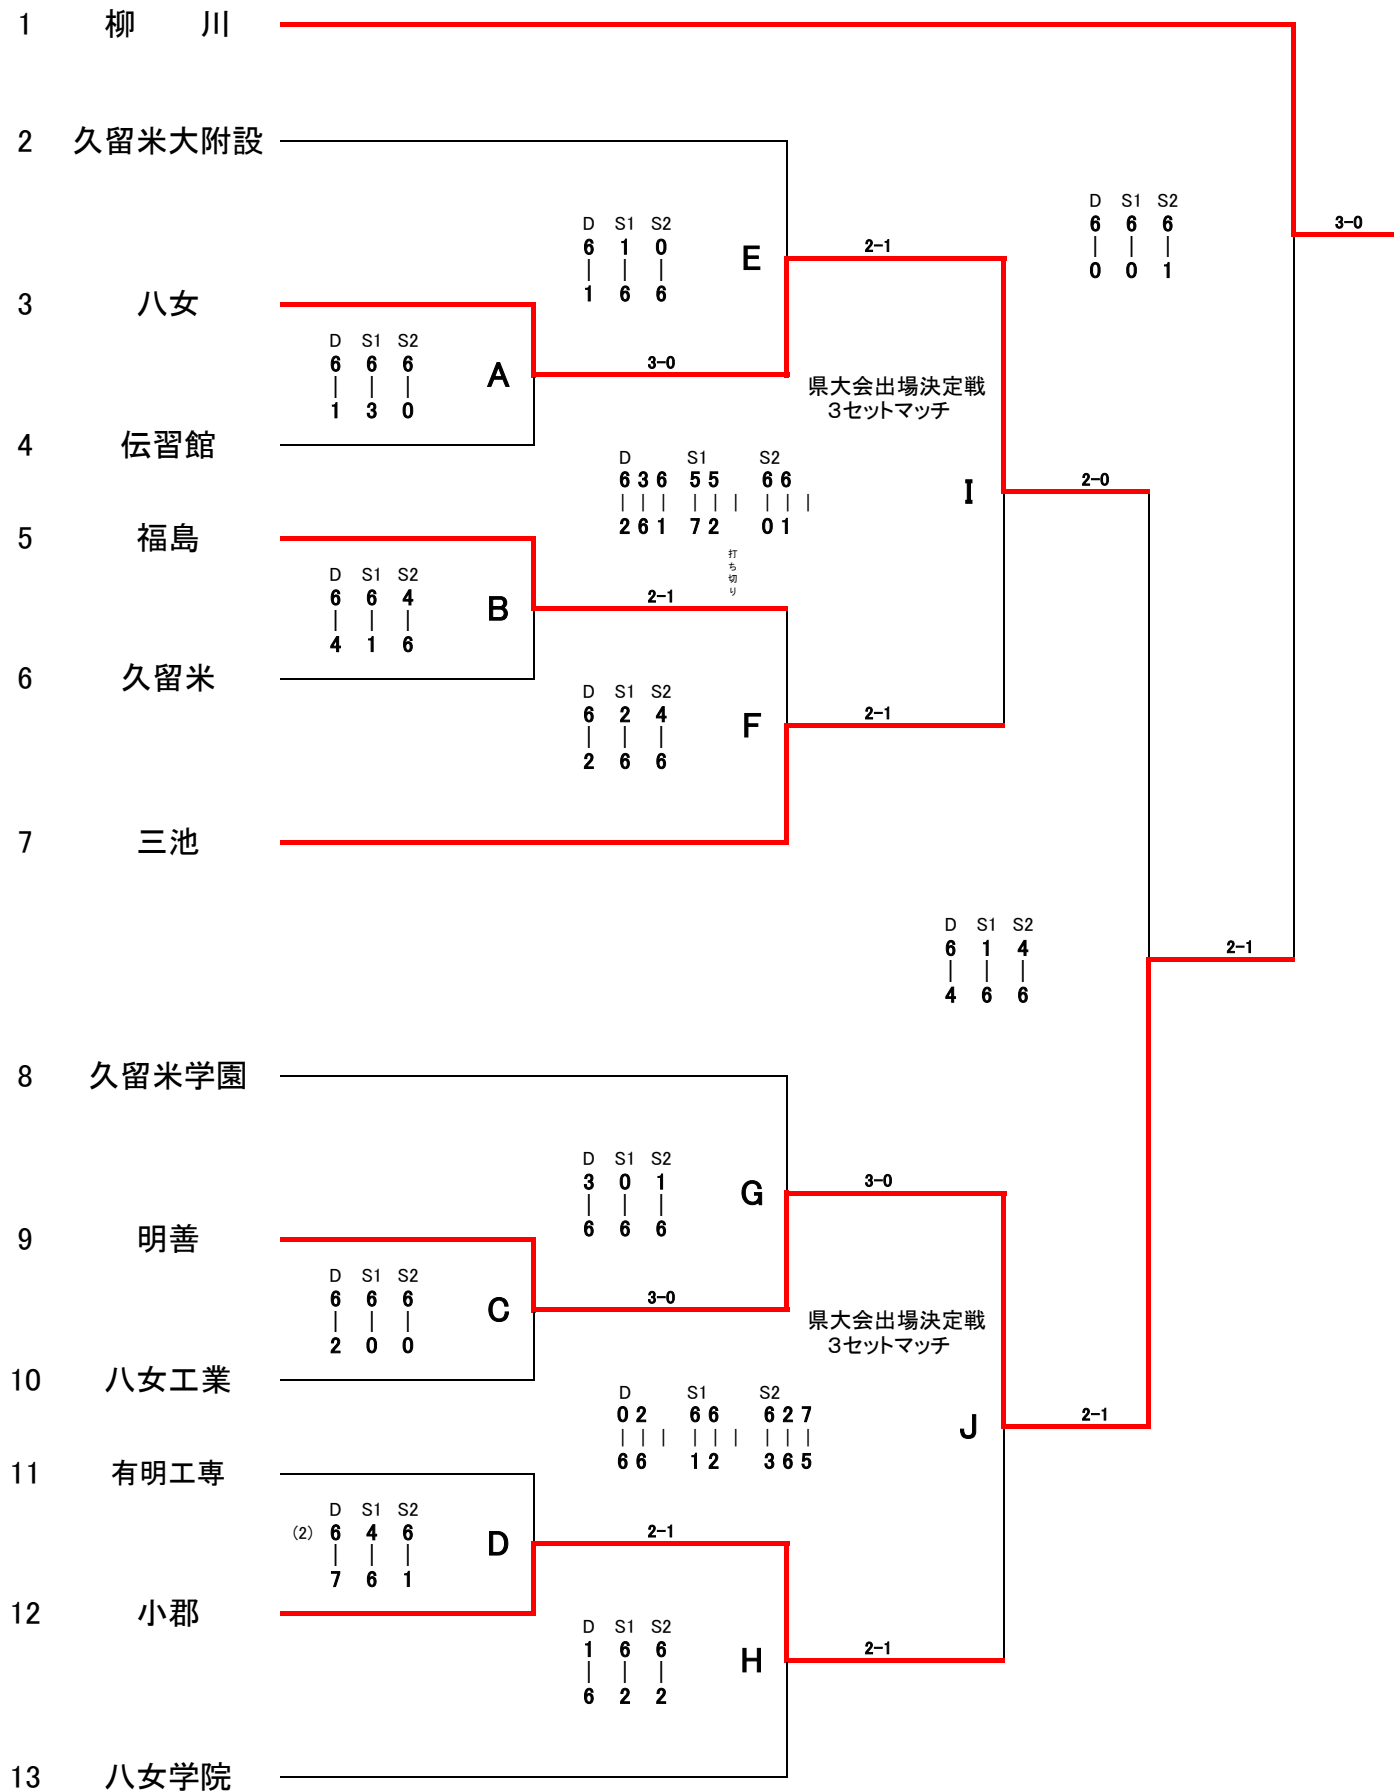 1 柳 川
2 久留米大附設
D S1 S2
6 6 6
| | |
0 0 1
3-0
D S1 S2
6 1 0
| | |
1 6 6
E
2-1
3 八女
D S1 S2
6 6 6
| | |
1 3 0
A
3-0
県大会出場決定戦
3セットマッチ
4 伝習館
D S1 S2
6 3 6 5 5 6 6
| | | | | | | | |
2 6 1 7 2 0 1
打ち切り
I
2-0
5 福島
D S1 S2
6 6 4
| | |
4 1 6
B
2-1
6 久留米
D S1 S2
6 2 4
| | |
2 6 6
F
2-1
7 三池
D S1 S2
6 1 4
| | |
4 6 6
2-1
8 久留米学園
D S1 S2
3 0 1
| | |
6 6 6
G
3-0
9 明善
D S1 S2
6 6 6
| | |
2 0 0
C
3-0
県大会出場決定戦
3セットマッチ
10 八女工業
D S1 S2
0 2 6 6 6 2 7
| | | | | | | | |
6 6 1 2 3 6 5
J
2-1
11 有明工専
D S1 S2
(2) 6 4 6
| | |
7 6 1
D
2-1
12 小郡
D S1 S2
1 6 6
| | |
6 2 2
H
2-1
13 八女学院